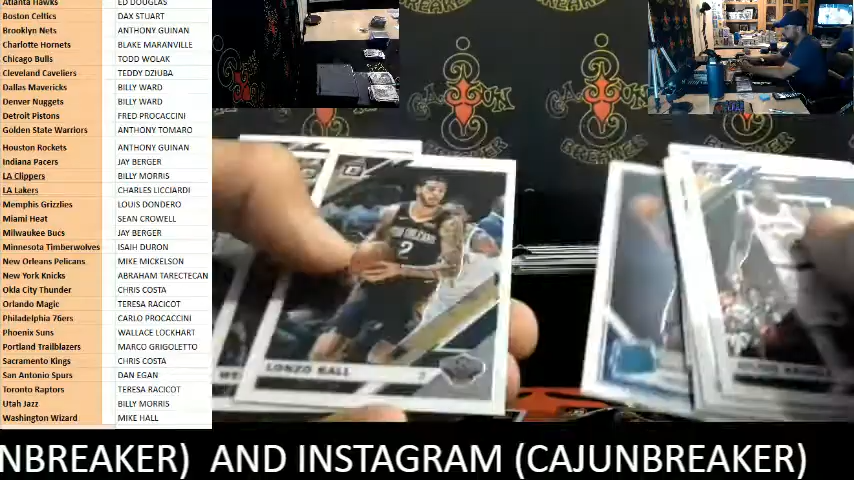 Atlanta Hawks ED DOUGLAS
Boston Celtics DAX STUART
Brooklyn Nets ANTHONY GUINAN
Charlotte Hornets BLAKE MARANVILLE
Chicago Bulls TODD WOLAK
Cleveland Cavaliers TEDDY DZIUBA
Dallas Mavericks BILLY WARD
Denver Nuggets BILLY WARD
Detroit Pistons FRED PROCACCINI
Golden State Warriors ANTHONY TOMARO
Houston Rockets ANTHONY GUINAN
Indiana Pacers JAY BERGER
LA Clippers BILLY MORRIS
LA Lakers CHARLES LICCIARDI
Memphis Grizzlies LOUIS DONDERO
Miami Heat SEAN CROWELL
Milwaukee Bucs JAY BERGER
Minnesota Timberwolves ISAIH DURON
New Orleans Pelicans MIKE MICKELSON
New York Knicks ABRAHAM TARECTECAN
Okla City Thunder CHRIS COSTA
Orlando Magic TERESA RACICOT
Philadelphia 76ers CARLO PROCACCINI
Phoenix Suns WALLACE LOCKHART
Portland Trailblazers MARCO GRIGOLETTO
Sacramento Kings CHRIS COSTA
San Antonio Spurs DAN EGAN
Toronto Raptors TERESA RACICOT
Utah Jazz BILLY MORRIS
Washington Wizard MIKE HALL
2
LONZO BALL
NBREAKER) AND INSTAGRAM (CAJUNBREAKER)